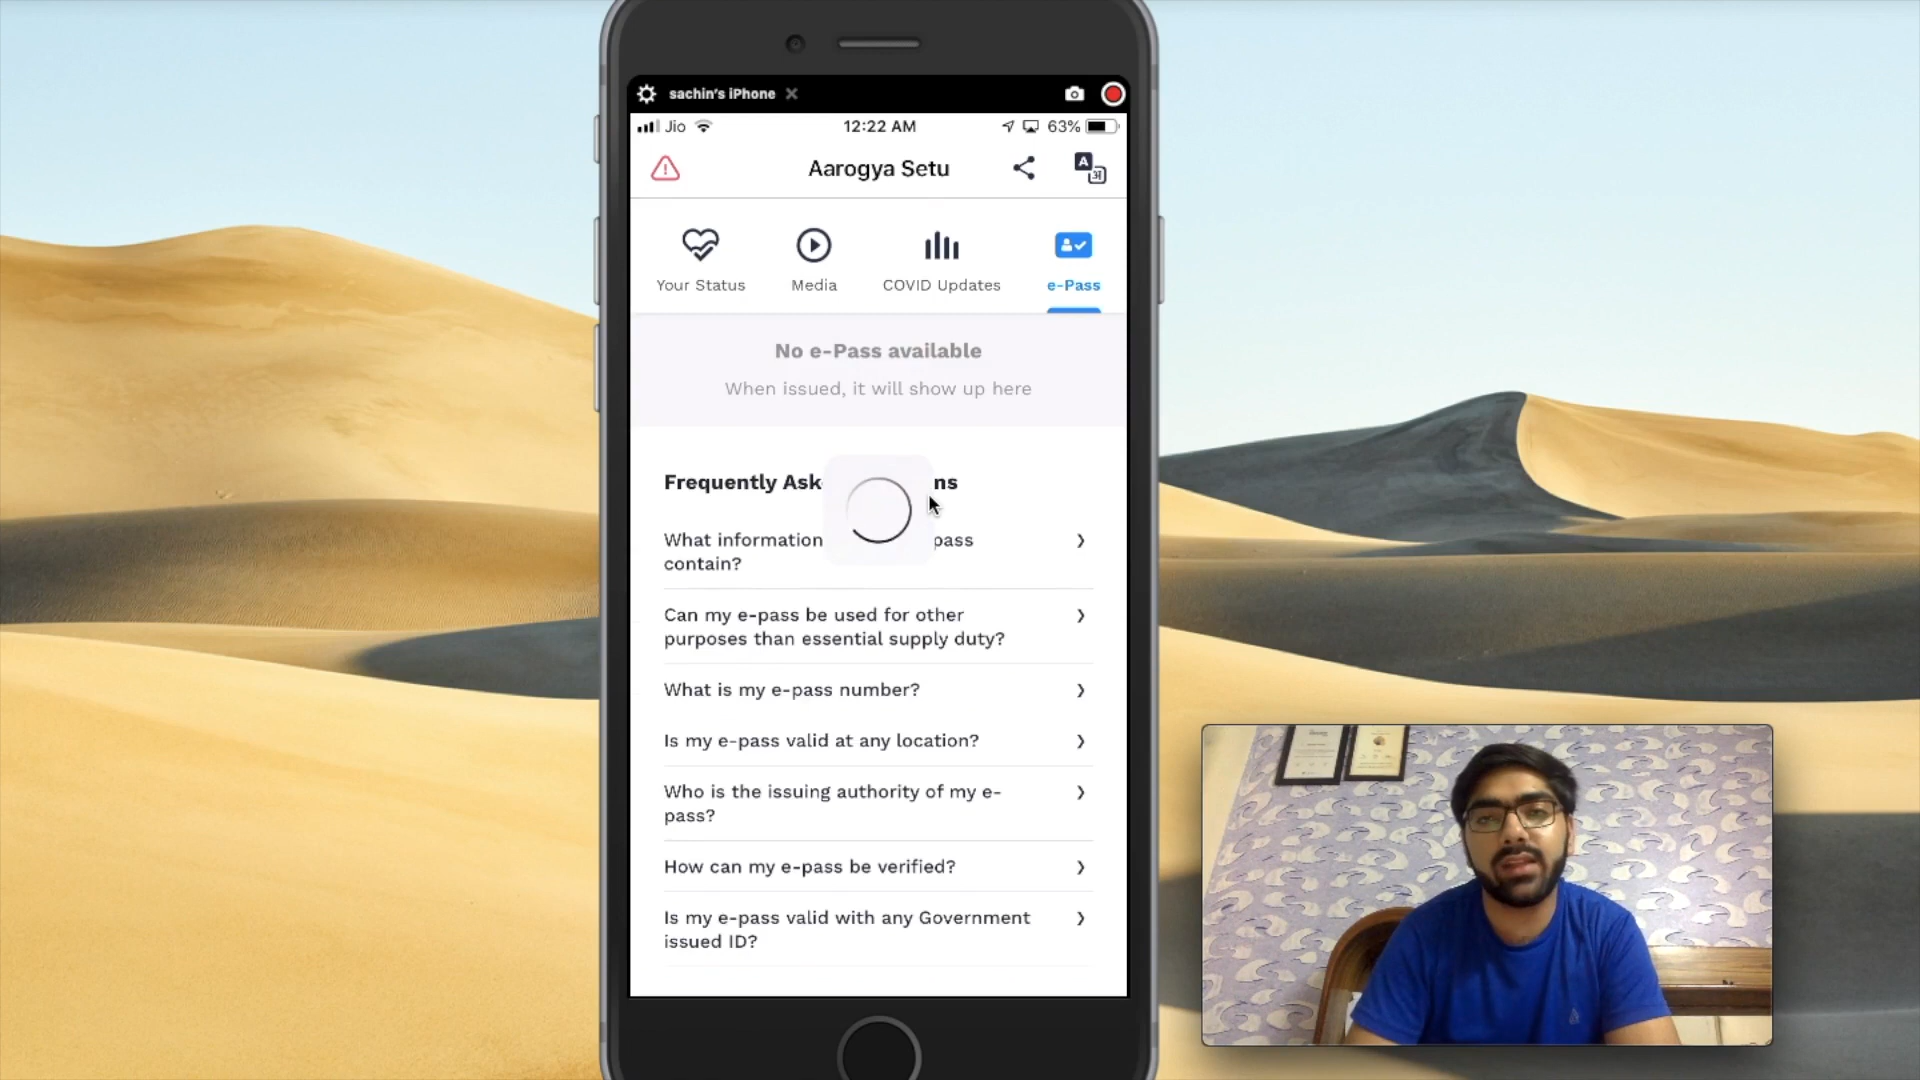 sachin's iPhone
Jio
12:22 AM
63%
Aarogya Setu
A
अ
Your Status
Media
COVID Updates
e-Pass
No e-Pass available
When issued, it will show up here
Frequently Ask ns
What information pass
contain?
Can my e-pass be used for other
purposes than essential supply duty?
What is my e-pass number?
Is my e-pass valid at any location?
Who is the issuing authority of my e-
pass?
How can my e-pass be verified?
Is my e-pass valid with any Government
issued ID?